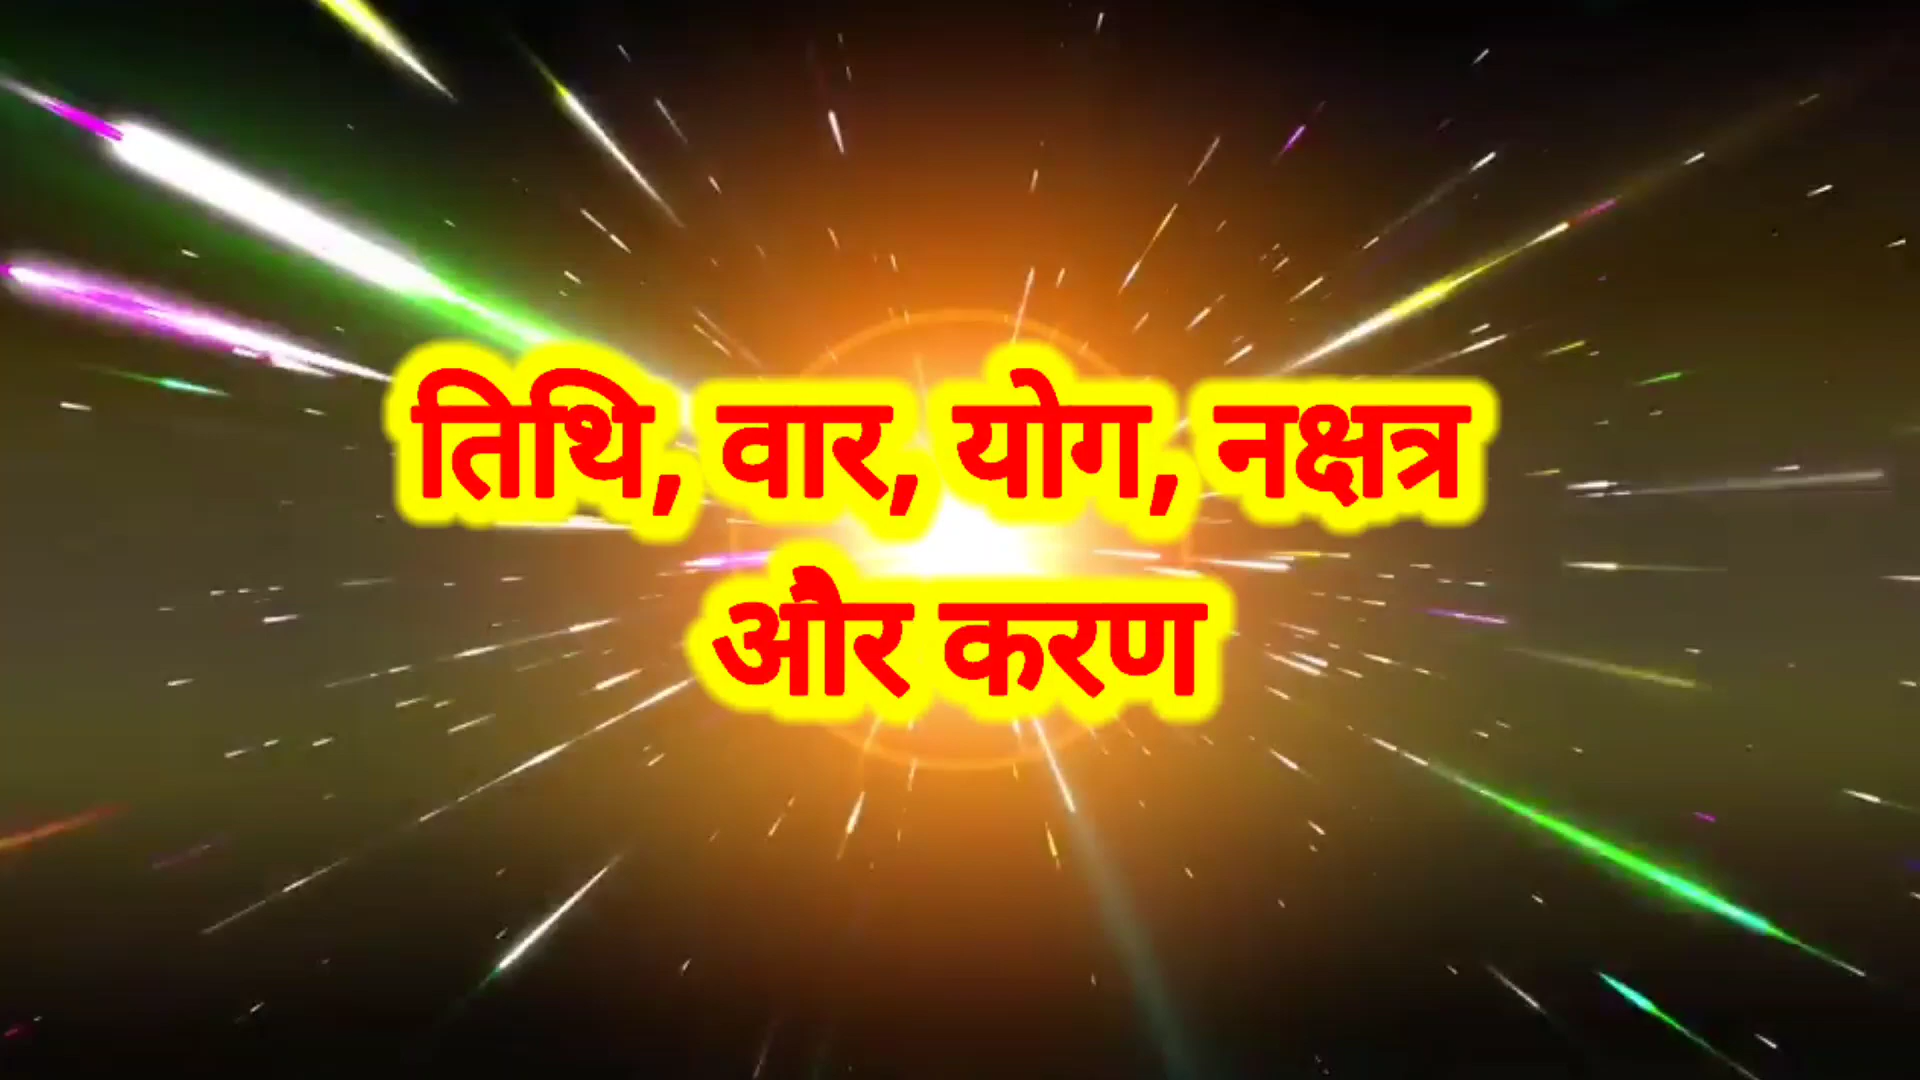 तिथि, वार, योग, नक्षत्र
और करण